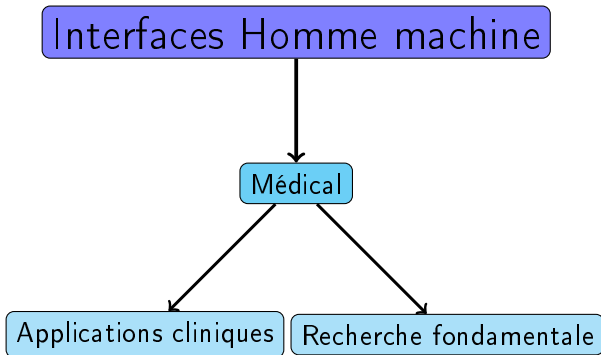 Interfaces Homme machine
Médical
Applications cliniques
Recherche fondamentale